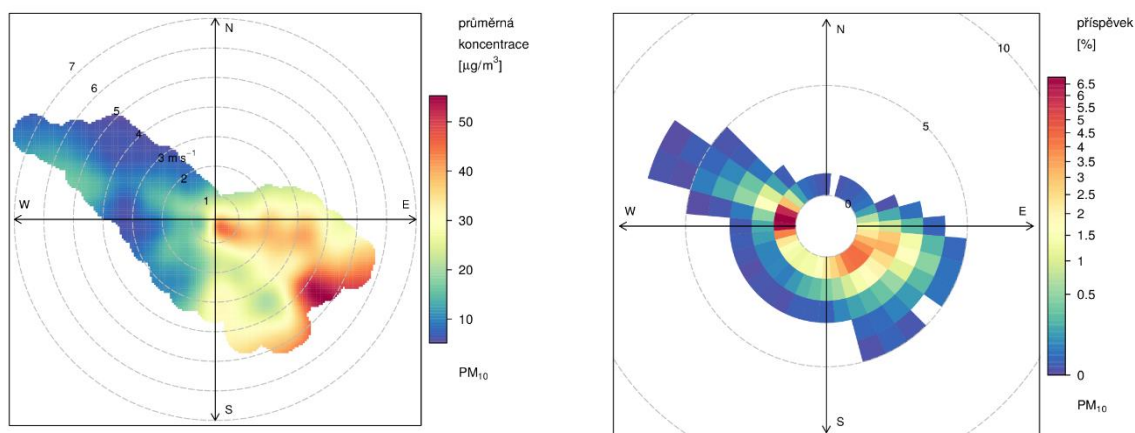 průměrná
koncentrace
[μg/m³]
N
7
6
5
4
3 m s⁻¹
2
1
W
E
S
50
40
30
20
10
PM₁₀
příspěvek
[%]
N
10
5
0
W
E
S
6.5
6
5.5
5
4.5
4
3.5
3
2.5
2
1.5
1
0.5
0
PM₁₀